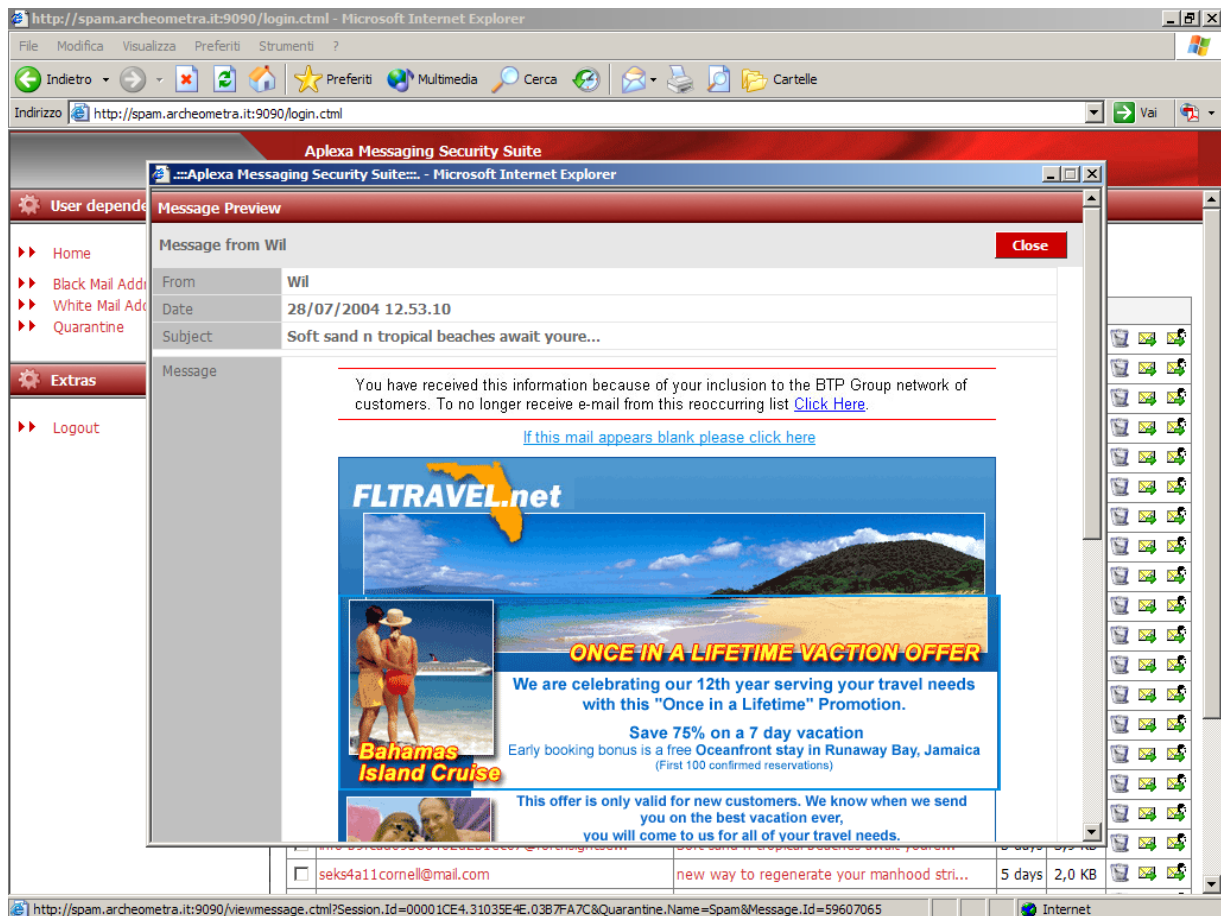 http://spam.archeometra.it:9090/login.ctml - Microsoft Internet Explorer
File Modifica Visualizza Preferiti Strumenti ?
Indietro Preferiti Multimedia Cerca Cartelle
Indirizzo http://spam.archeometra.it:9090/login.ctml Vai
Aplexa Messaging Security Suite
.:::Aplexa Messaging Security Suite:::. - Microsoft Internet Explorer
User depende
Home
Black Mail Addr
White Mail Add
Quarantine
Extras
Logout
Message Preview
Message from Wil Close
From Wil
Date 28/07/2004 12.53.10
Subject Soft sand n tropical beaches await youre...
Message
You have received this information because of your inclusion to the BTP Group network of
customers. To no longer receive e-mail from this reoccurring list Click Here.
If this mail appears blank please click here
FLTRAVEL.net
ONCE IN A LIFETIME VACTION OFFER
We are celebrating our 12th year serving your travel needs
with this "Once in a Lifetime" Promotion.
Save 75% on a 7 day vacation
Early booking bonus is a free Oceanfront stay in Runaway Bay, Jamaica
(First 100 confirmed reservations)
Bahamas
Island Cruise
This offer is only valid for new customers. We know when we send
you on the best vacation ever,
you will come to us for all of your travel needs.
Soft sand n tropical beaches await youre...
seks4a11cornell@mail.com new way to regenerate your manhood stri... 5 days 2,0 KB
http://spam.archeometra.it:9090/viewmessage.ctml?Session.Id=00001CE4.31035E4E.03B7FA7C&Quarantine.Name=Spam&Message.Id=59607065 Internet